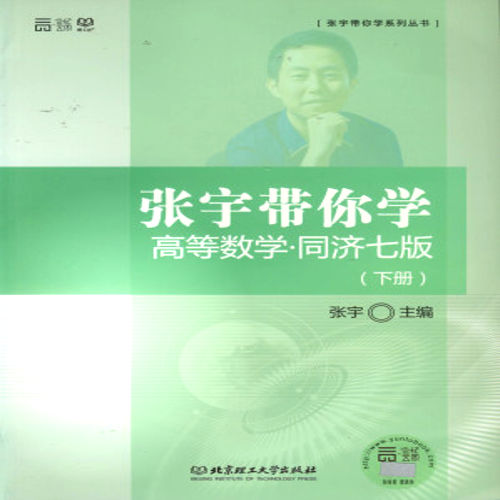 [ 张宇带你学系列丛书 ]
张宇带你学
高等数学·同济七版
(下册)
张宇 主编
北京理工大学出版社